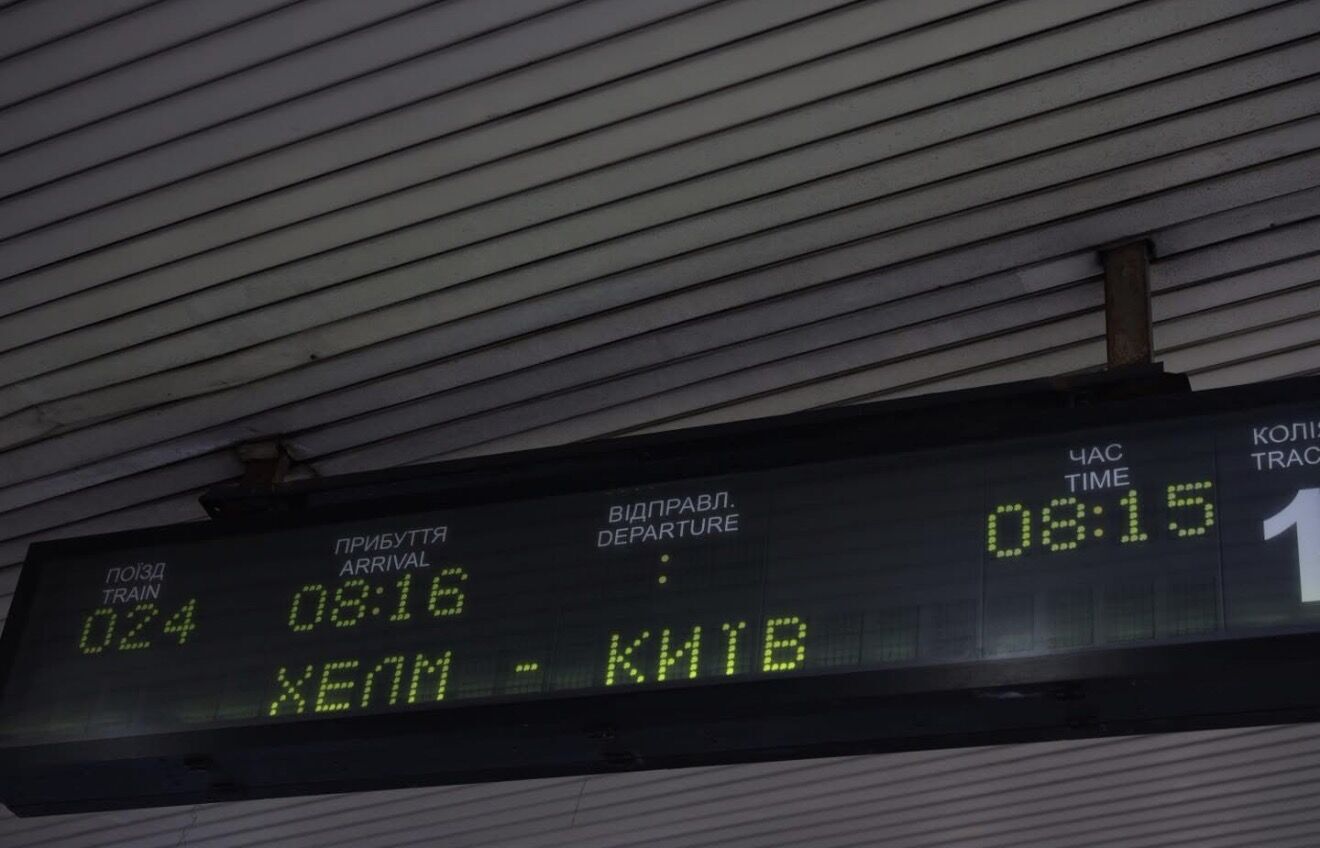 ПОЇЗД
TRAIN
024
ПРИБУТТЯ
ARRIVAL
08:16
ВІДПРАВЛ.
DEPARTURE
:
ХЕЛМ - КИЇВ
ЧАС
TIME
08:15
1